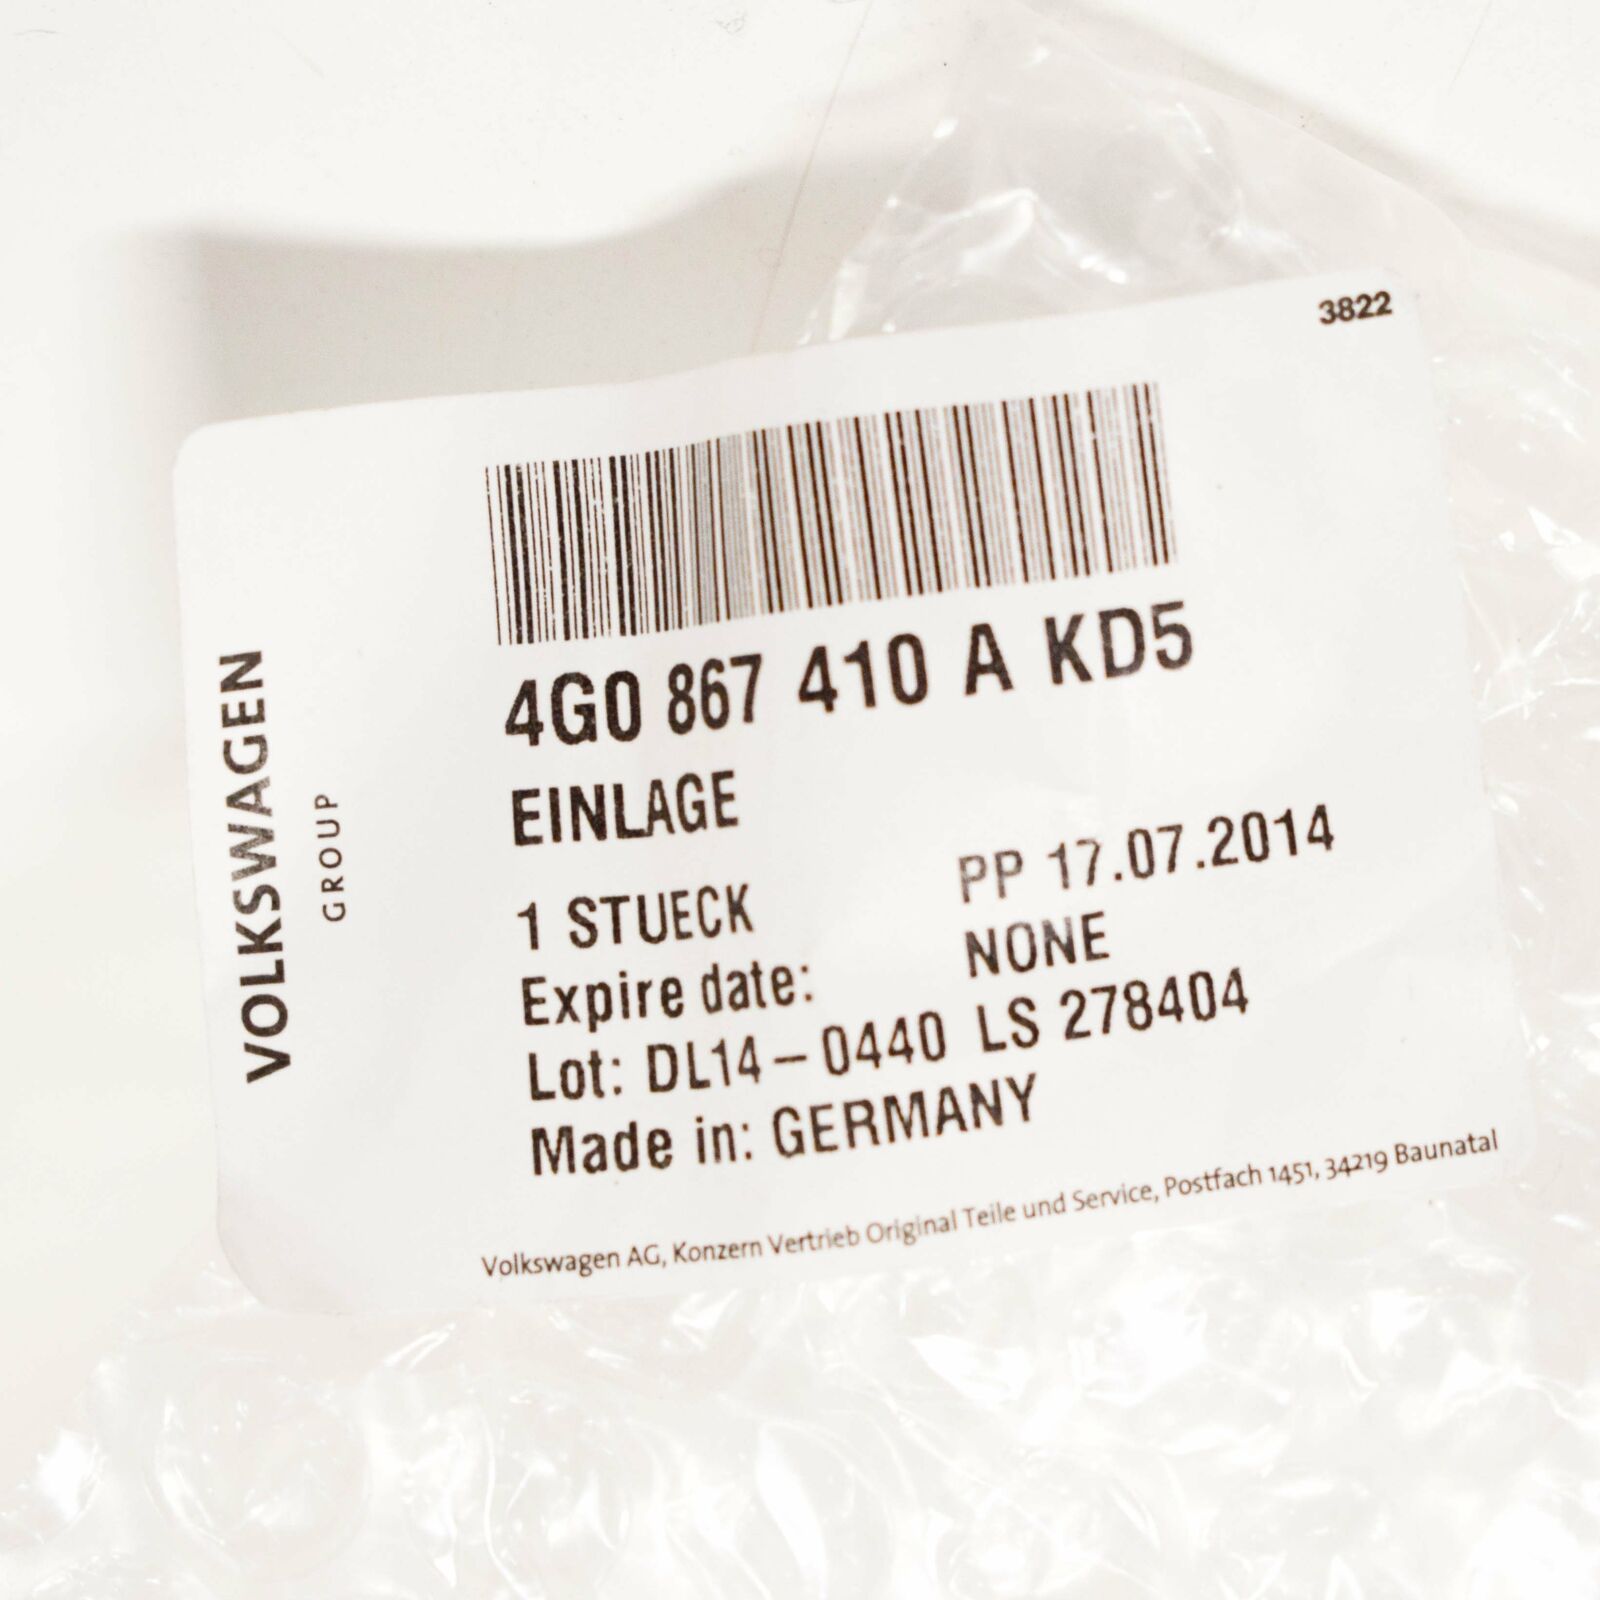 3822
VOLKSWAGEN
GROUP
4G0 867 410 A KD5
EINLAGE
1 STUECK PP 17.07.2014
Expire date: NONE
Lot: DL14-0440 LS 278404
Made in: GERMANY
Volkswagen AG, Konzern Vertrieb Original Teile und Service, Postfach 1451, 34219 Baunatal